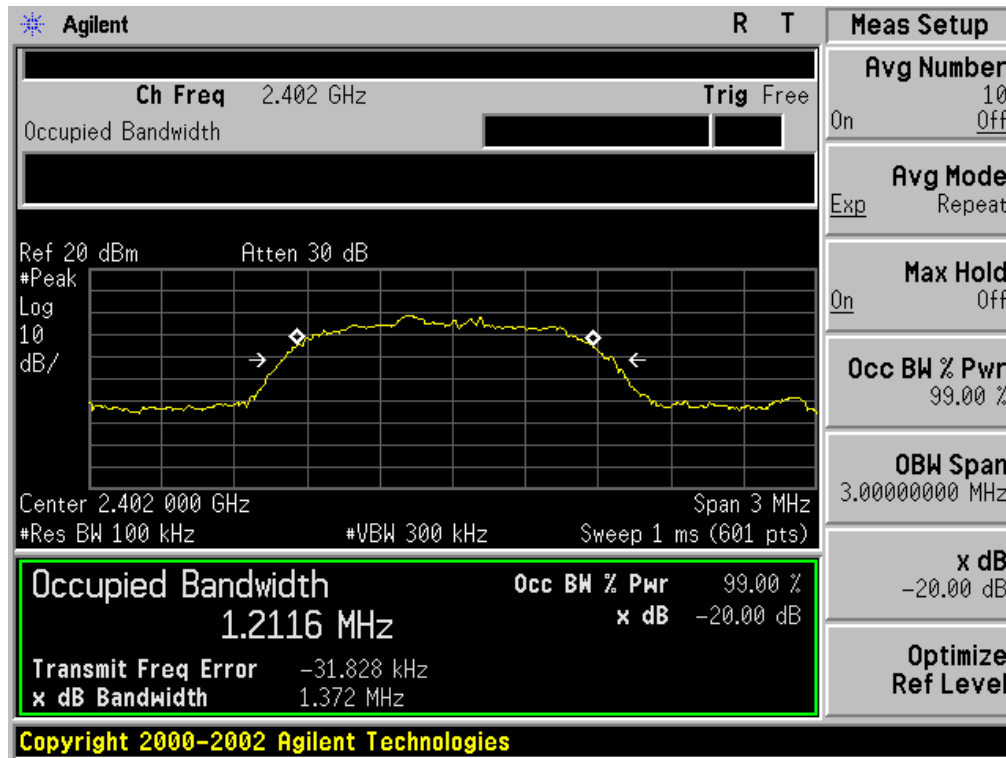 Agilent R T
Ch Freq 2.402 GHz Trig Free
Occupied Bandwidth
Ref 20 dBm Atten 30 dB
#Peak
Log
10
dB/
Center 2.402 000 GHz Span 3 MHz
#Res BW 100 kHz #VBW 300 kHz Sweep 1 ms (601 pts)
Occupied Bandwidth Occ BW % Pwr 99.00 %
1.2116 MHz x dB -20.00 dB
Transmit Freq Error -31.828 kHz
x dB Bandwidth 1.372 MHz
Copyright 2000-2002 Agilent Technologies
Meas Setup
Avg Number
10
On Off
Avg Mode
Exp Repeat
Max Hold
On Off
Occ BW % Pwr
99.00 %
OBW Span
3.00000000 MHz
x dB
-20.00 dB
Optimize
Ref Level